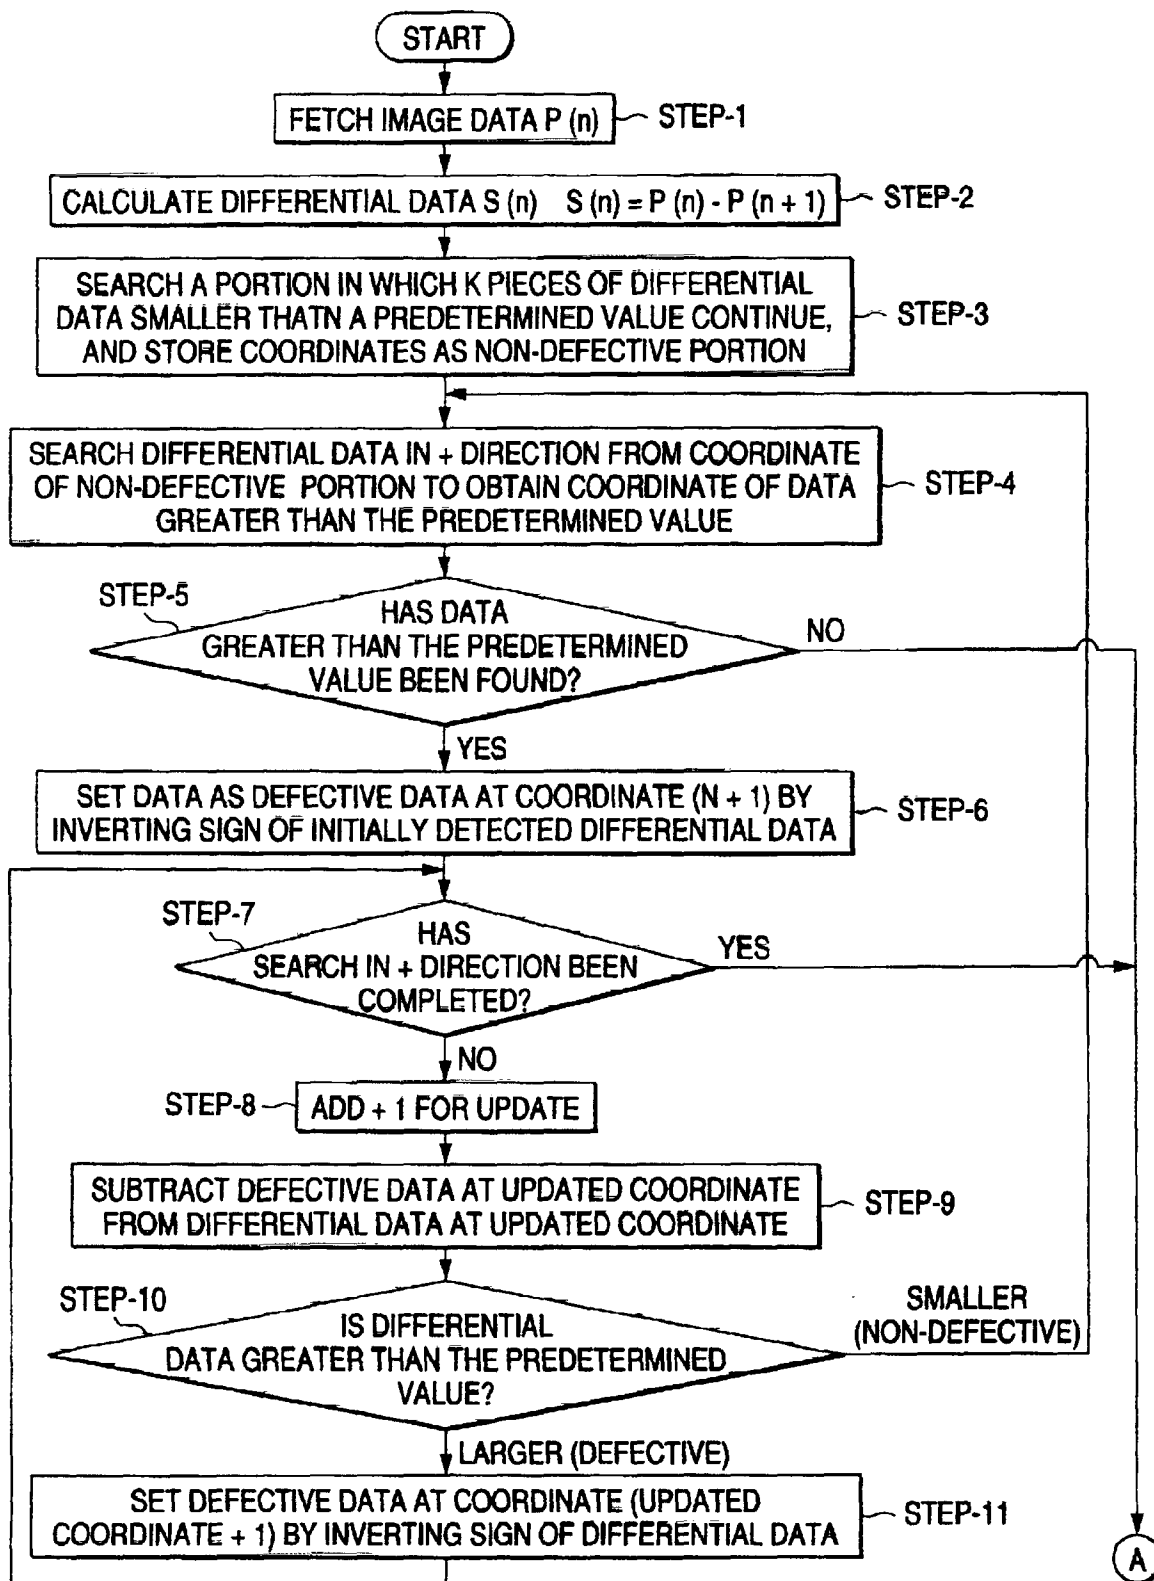 START
FETCH IMAGE DATA P (n)
STEP-1
CALCULATE DIFFERENTIAL DATA S (n) S (n) = P (n) - P (n + 1)
STEP-2
SEARCH A PORTION IN WHICH K PIECES OF DIFFERENTIAL
DATA SMALLER THATN A PREDETERMINED VALUE CONTINUE,
AND STORE COORDINATES AS NON-DEFECTIVE PORTION
STEP-3
SEARCH DIFFERENTIAL DATA IN + DIRECTION FROM COORDINATE
OF NON-DEFECTIVE PORTION TO OBTAIN COORDINATE OF DATA
GREATER THAN THE PREDETERMINED VALUE
STEP-4
STEP-5
HAS DATA
GREATER THAN THE PREDETERMINED
VALUE BEEN FOUND?
NO
YES
SET DATA AS DEFECTIVE DATA AT COORDINATE (N + 1) BY
INVERTING SIGN OF INITIALLY DETECTED DIFFERENTIAL DATA
STEP-6
STEP-7
HAS
SEARCH IN + DIRECTION BEEN
COMPLETED?
YES
NO
STEP-8
ADD + 1 FOR UPDATE
SUBTRACT DEFECTIVE DATA AT UPDATED COORDINATE
FROM DIFFERENTIAL DATA AT UPDATED COORDINATE
STEP-9
STEP-10
IS DIFFERENTIAL
DATA GREATER THAN THE PREDETERMINED
VALUE?
SMALLER
(NON-DEFECTIVE)
LARGER (DEFECTIVE)
SET DEFECTIVE DATA AT COORDINATE (UPDATED
COORDINATE + 1) BY INVERTING SIGN OF DIFFERENTIAL DATA
STEP-11
A